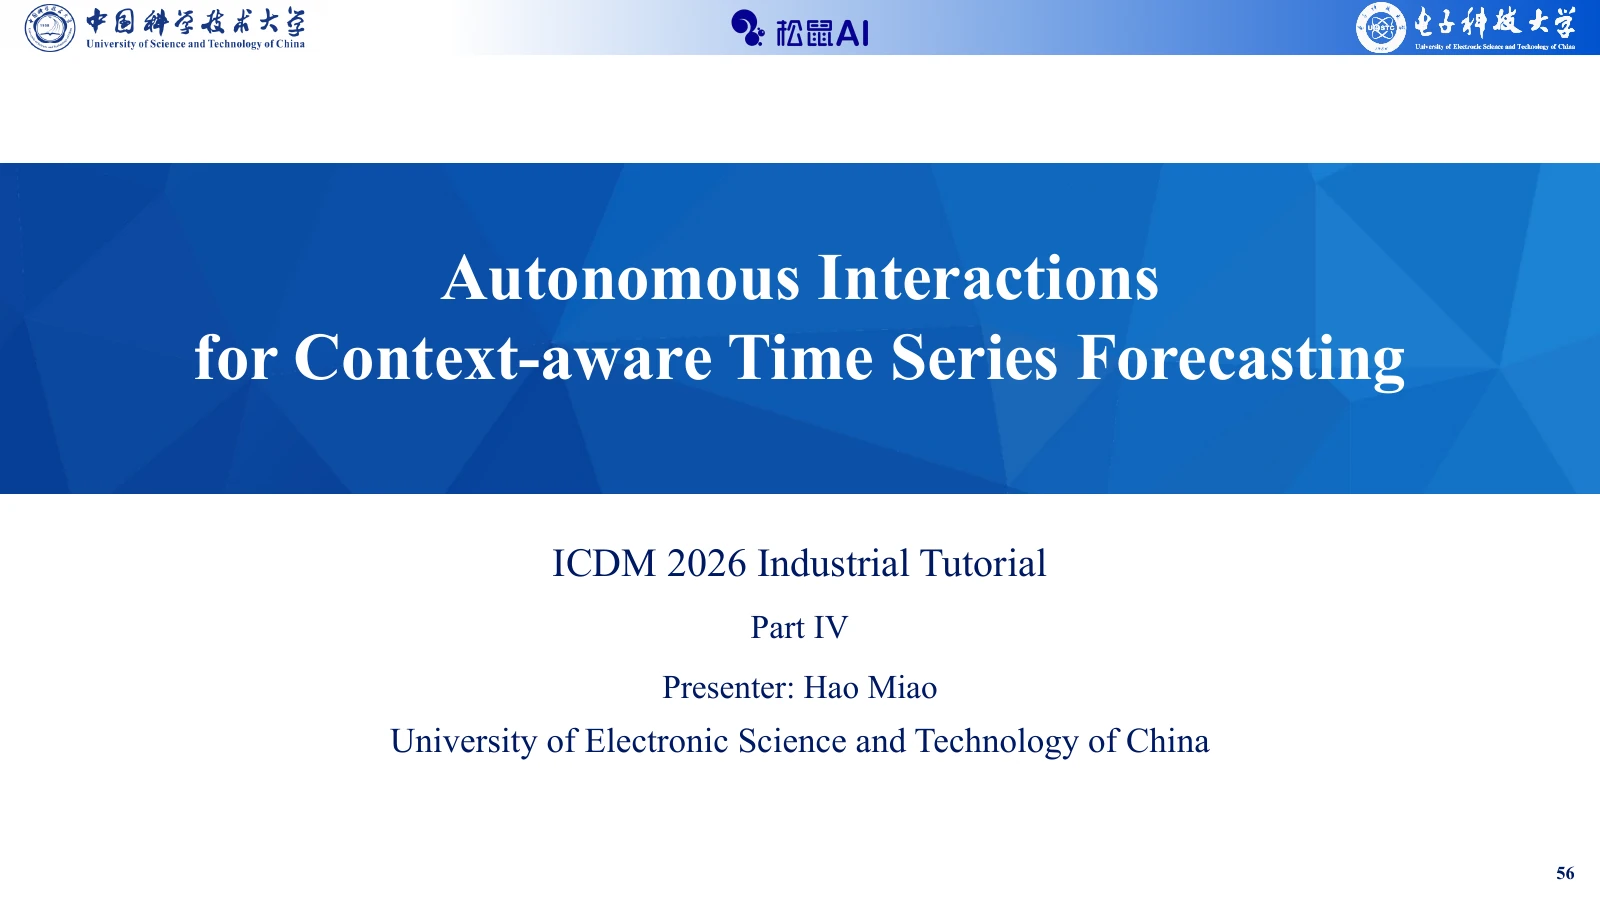 中国科学技术大学
University of Science and Technology of China
松鼠AI
电子科技大学
University of Electronic Science and Technology of China
Autonomous Interactions
for Context-aware Time Series Forecasting
ICDM 2026 Industrial Tutorial
Part IV
Presenter: Hao Miao
University of Electronic Science and Technology of China
56